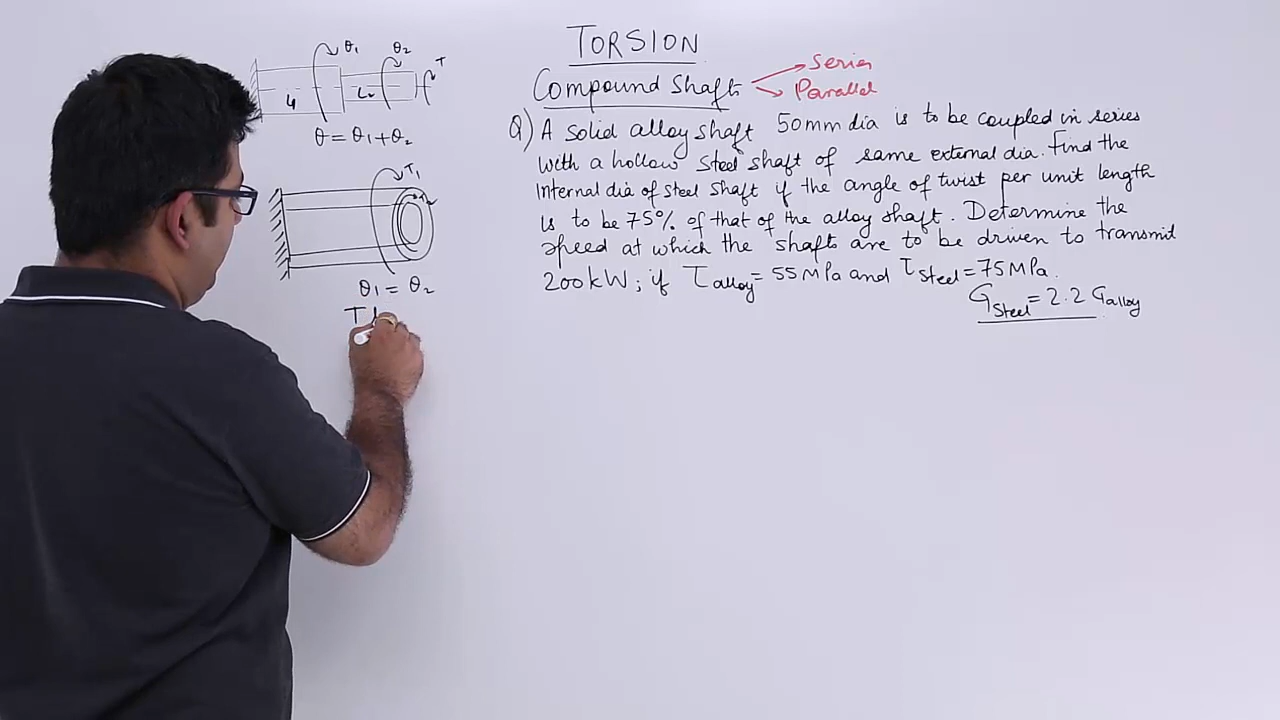 TORSION
Compound Shaft
Series
Parallel
Q) A solid alloy shaft 50mm dia is to be coupled in series
with a hollow steel shaft of same external dia. Find the
internal dia of steel shaft if the angle of twist per unit length
is to be 75% of that of the alloy shaft. Determine the
speed at which the shafts are to be driven to transmit
200kW; if τalloy = 55MPa and τSteel = 75MPa.
GSteel = 2.2 Galloy
θ1 θ2 T
L1 L2
θ = θ1 + θ2
T1
θ1 = θ2
T